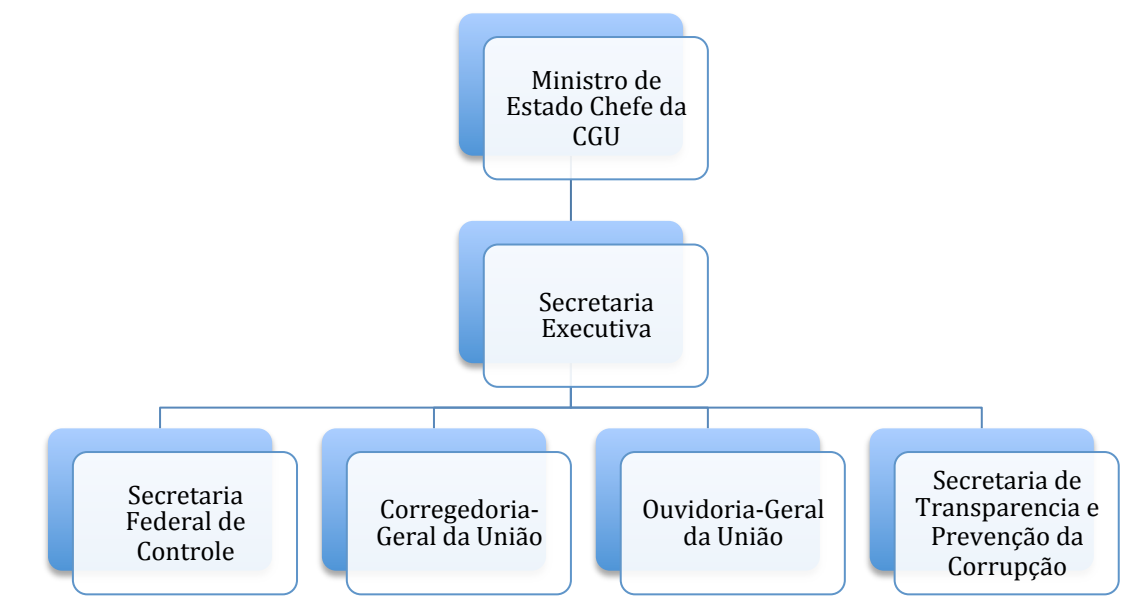 Ministro de
Estado Chefe da
CGU
Secretaria
Executiva
Secretaria
Federal de
Controle
Corregedoria-
Geral da União
Ouvidoria-Geral
da União
Secretaria de
Transparencia e
Prevenção da
Corrupção